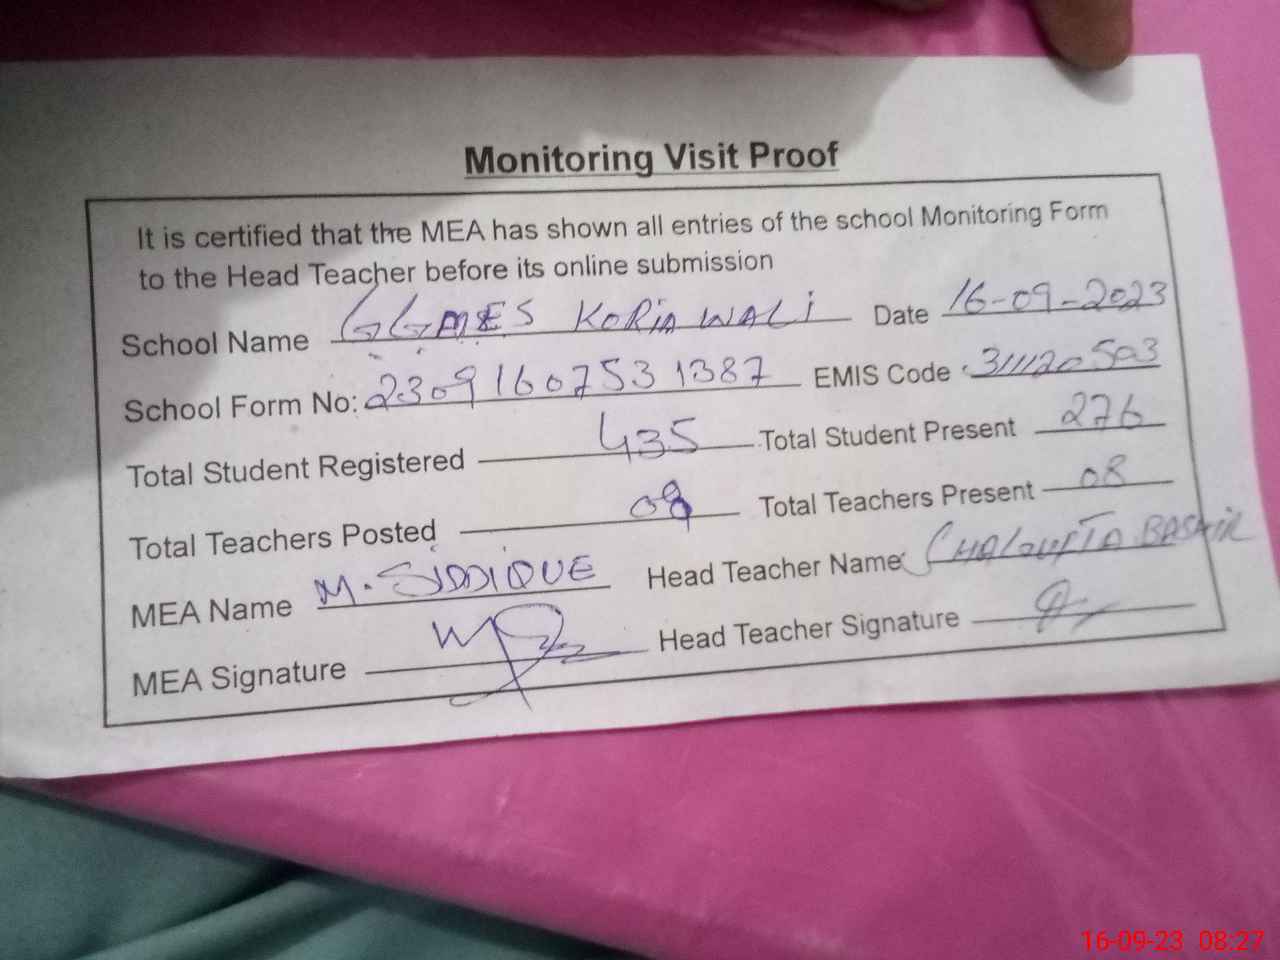 Monitoring Visit Proof
It is certified that the MEA has shown all entries of the school Monitoring Form
to the Head Teacher before its online submission
School Name GGMES KORIA WALI Date 16-09-2023
School Form No: 23091607531387 EMIS Code 31120503
Total Student Registered 435 Total Student Present 276
Total Teachers Posted 08 Total Teachers Present 08
MEA Name M. SIDDIQUE Head Teacher Name BASHIR
MEA Signature Head Teacher Signature
16-09-23 08:27